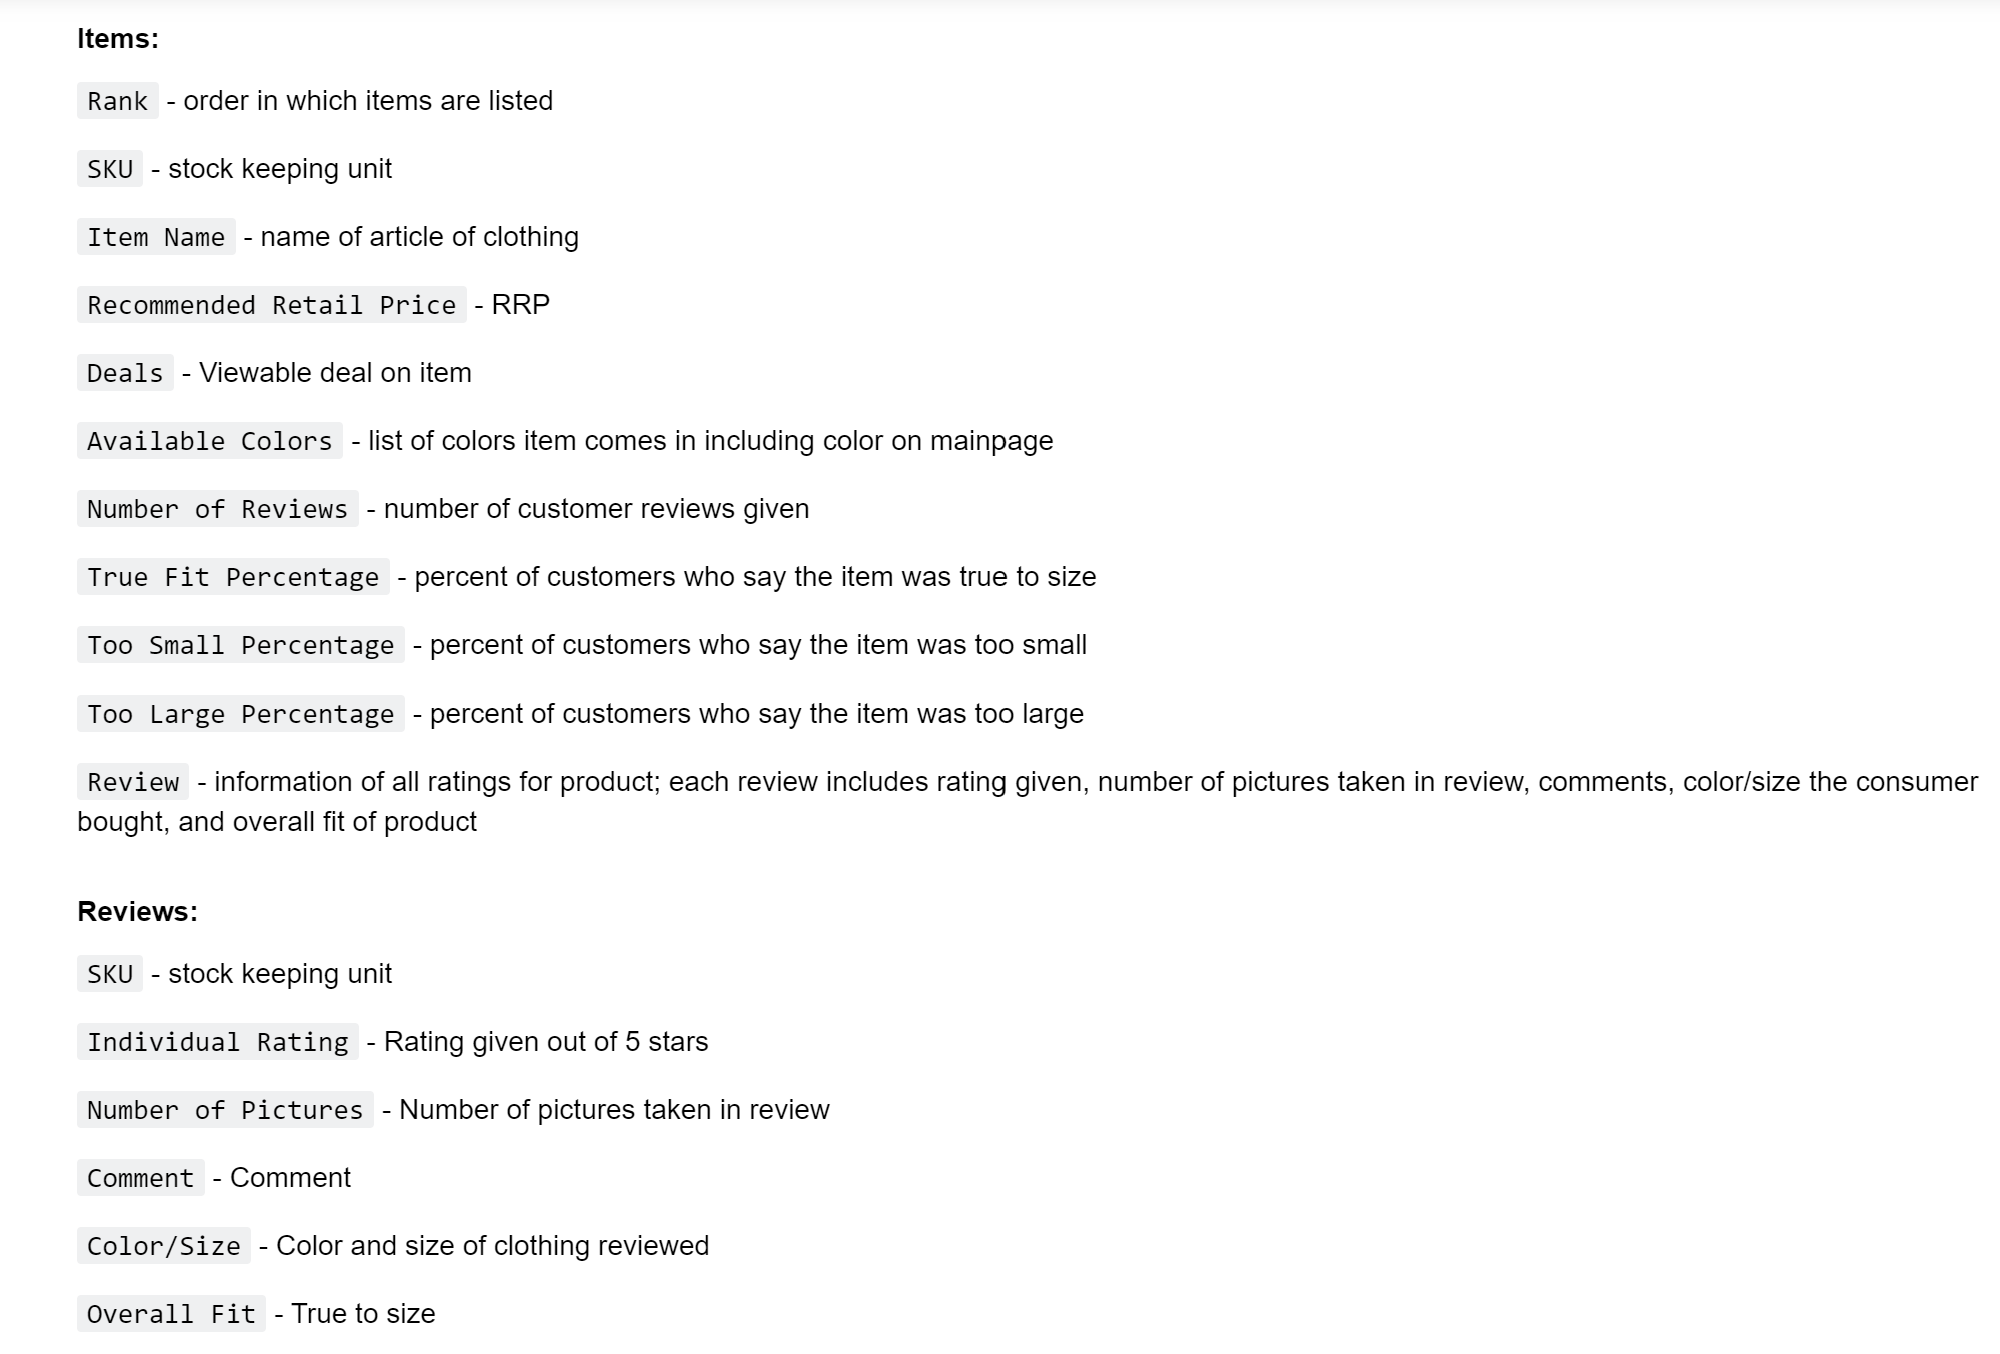 Items:
Rank - order in which items are listed
SKU - stock keeping unit
Item Name - name of article of clothing
Recommended Retail Price - RRP
Deals - Viewable deal on item
Available Colors - list of colors item comes in including color on mainpage
Number of Reviews - number of customer reviews given
True Fit Percentage - percent of customers who say the item was true to size
Too Small Percentage - percent of customers who say the item was too small
Too Large Percentage - percent of customers who say the item was too large
Review - information of all ratings for product; each review includes rating given, number of pictures taken in review, comments, color/size the consumer
bought, and overall fit of product
Reviews:
SKU - stock keeping unit
Individual Rating - Rating given out of 5 stars
Number of Pictures - Number of pictures taken in review
Comment - Comment
Color/Size - Color and size of clothing reviewed
Overall Fit - True to size